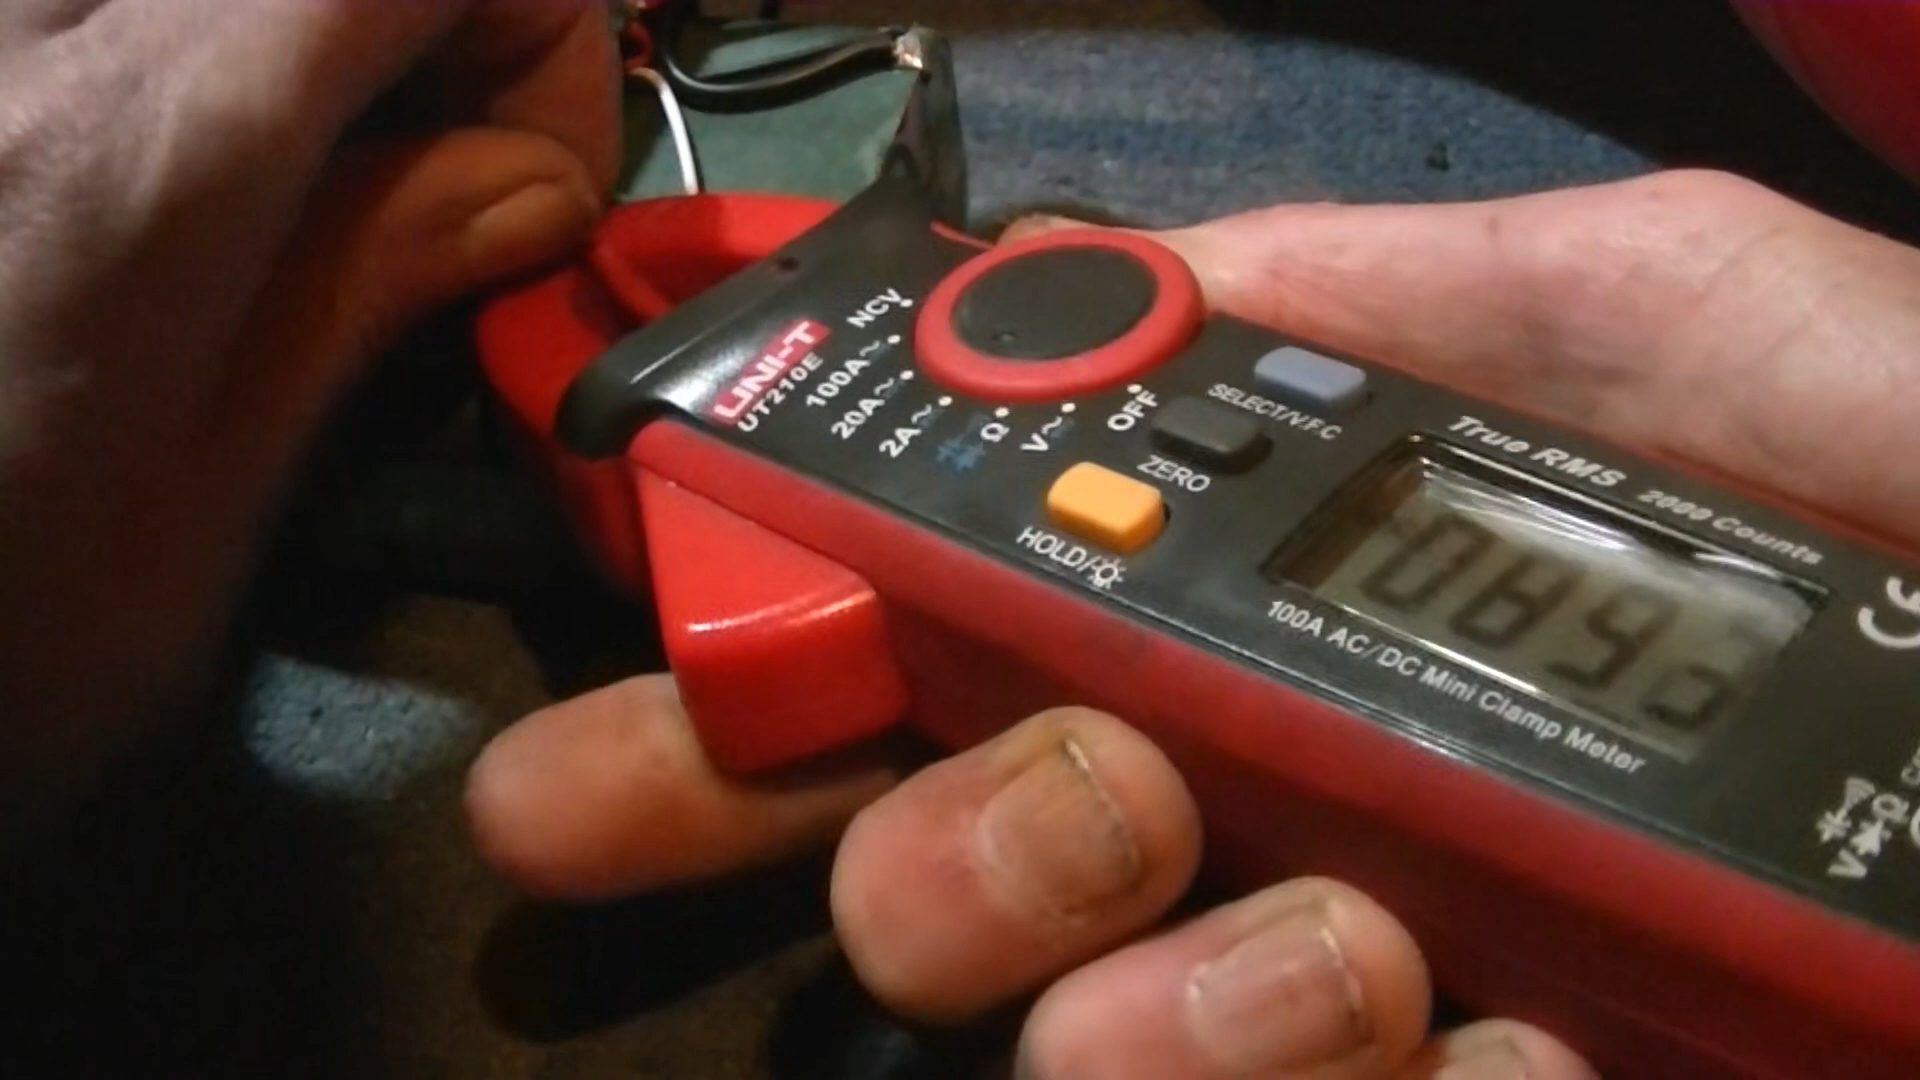 NCV
UNI-T
UT210E
100A~
20A~
2A~
Ω
V~
OFF
SELECT/V.F.C
ZERO
HOLD/
True RMS 2000 Counts
100A AC/DC Mini Clamp Meter
CE
Ω
V